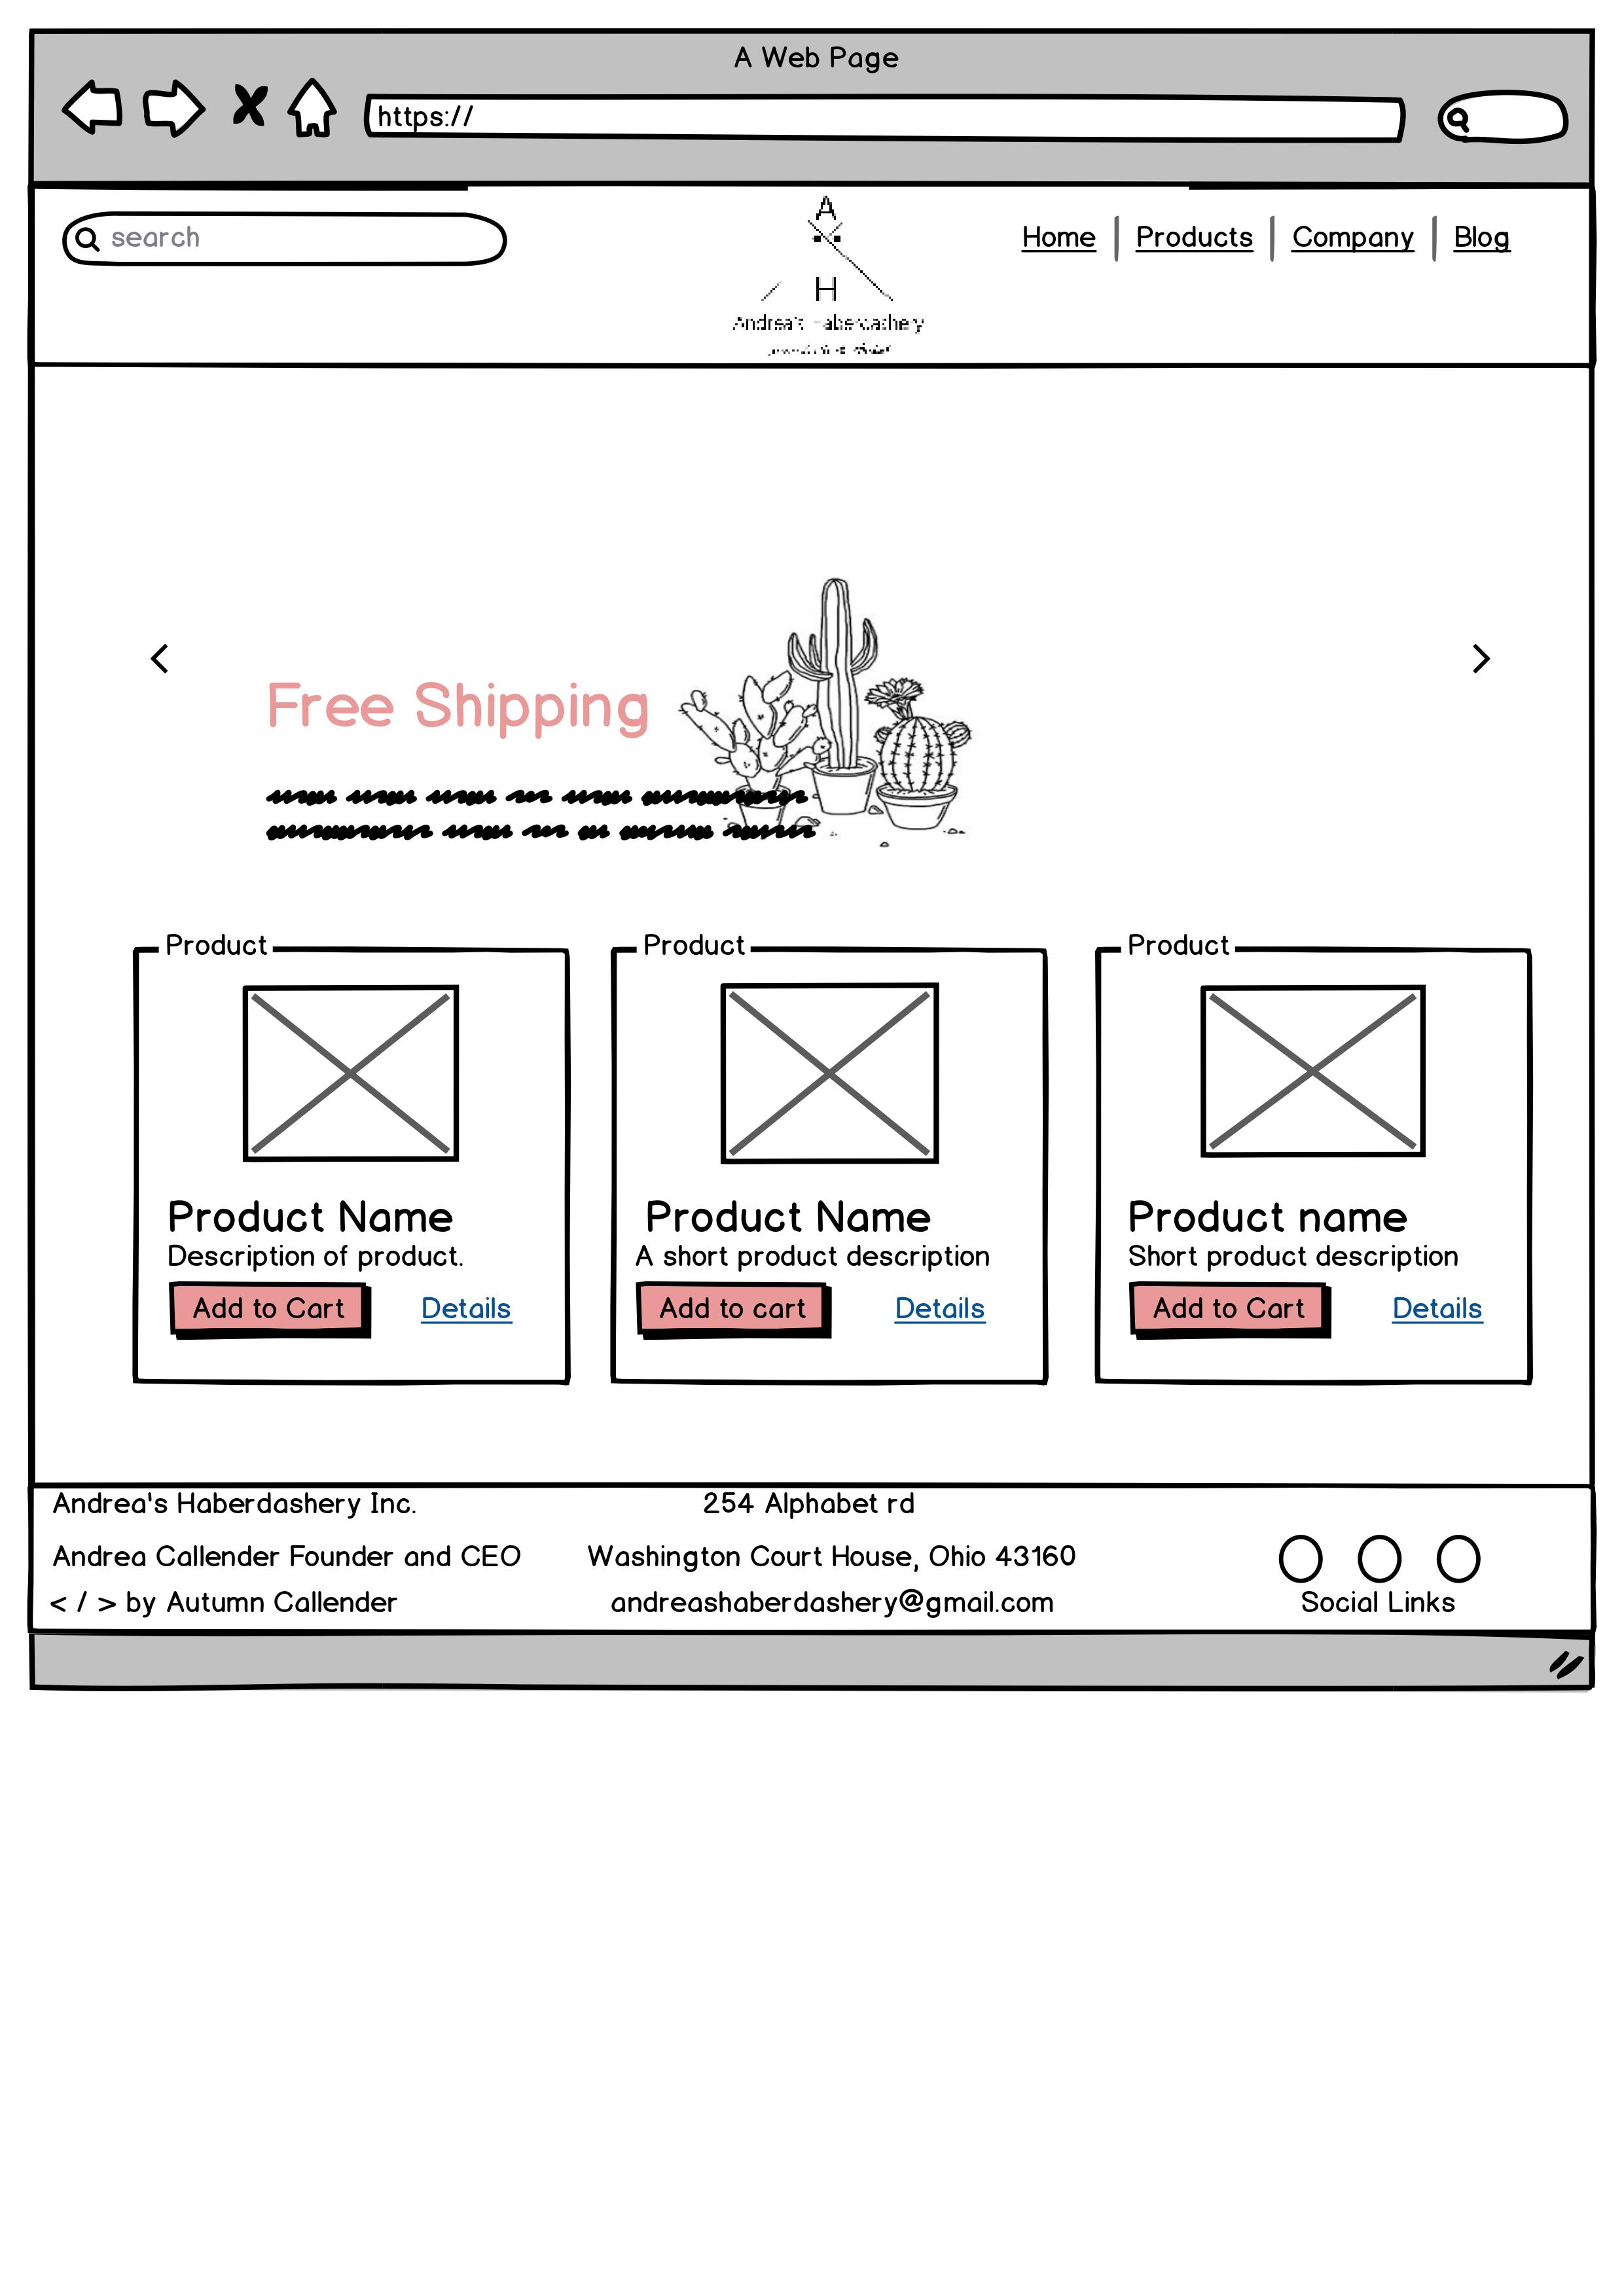 A Web Page
https://
search
A
H
Andrea's
Home Products Company Blog
Free Shipping
Product Product Product
Product Name Product Name Product name
Description of product. A short product description Short product description
Add to Cart Details Add to cart Details Add to Cart Details
Andrea's Haberdashery Inc. 254 Alphabet rd
Andrea Callender Founder and CEO Washington Court House, Ohio 43160
< / > by Autumn Callender andreashaberdashery@gmail.com Social Links